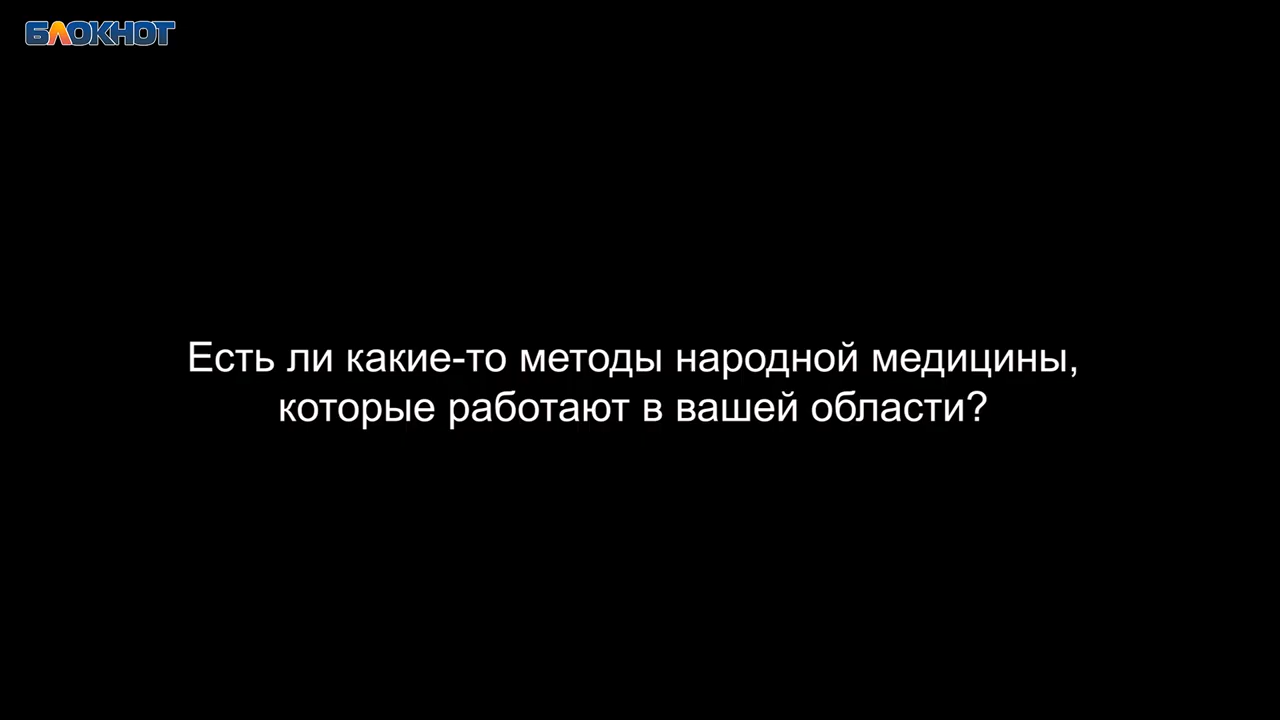 БЛОКНОТ
Есть ли какие-то методы народной медицины,
которые работают в вашей области?